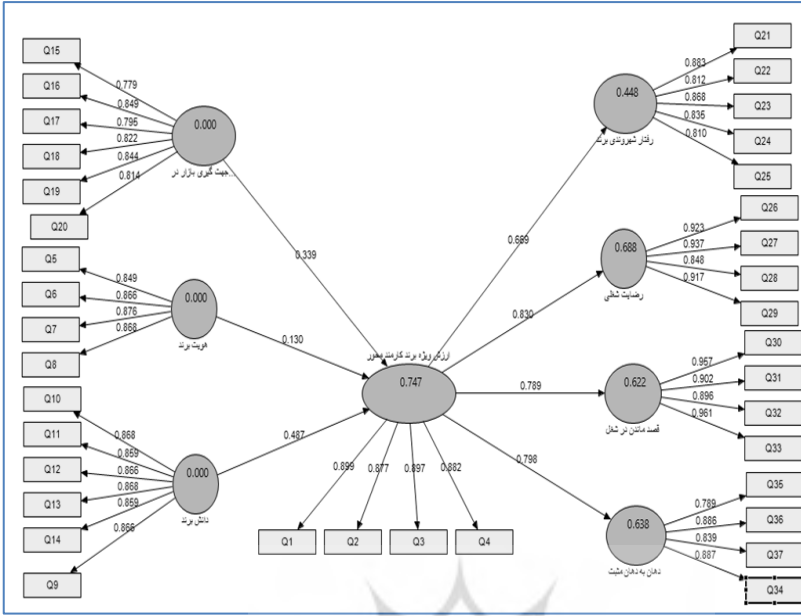 Q15
Q16
Q17
Q18
Q19
Q20
0.779
0.849
0.795
0.822
0.844
0.814
0.000
جهت گیری بازار در...
0.339
Q5
Q6
Q7
Q8
0.849
0.866
0.876
0.868
0.000
هویت برند
0.130
Q10
Q11
Q12
Q13
Q14
Q9
0.868
0.859
0.866
0.868
0.859
0.866
0.000
دانش برند
0.487
ارزش ویژه برند کارمند محور
0.747
0.899
0.877
0.897
0.882
Q1
Q2
Q3
Q4
0.669
0.448
رفتار شهروندی برند
0.883
0.812
0.868
0.835
0.810
Q21
Q22
Q23
Q24
Q25
0.830
0.688
رضایت شغلی
0.923
0.937
0.848
0.917
Q26
Q27
Q28
Q29
0.789
0.622
قصد ماندن در شغل
0.957
0.902
0.896
0.961
Q30
Q31
Q32
Q33
0.798
0.638
دهان به دهان مثبت
0.789
0.886
0.839
0.887
Q35
Q36
Q37
Q34